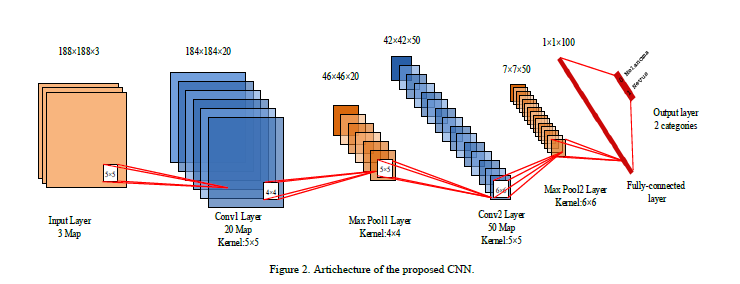 188×188×3
184×184×20
46×46×20
42×42×50
7×7×50
1×1×100
Melanoma
Nevus
5×5
4×4
5×5
6×6
Output layer
2 categories
Input Layer
3 Map
Conv1 Layer
20 Map
Kernel:5×5
Max Pool1 Layer
Kernel:4×4
Conv2 Layer
50 Map
Kernel:5×5
Max Pool2 Layer
Kernel:6×6
Fully-connected
layer
Figure 2. Artichecture of the proposed CNN.